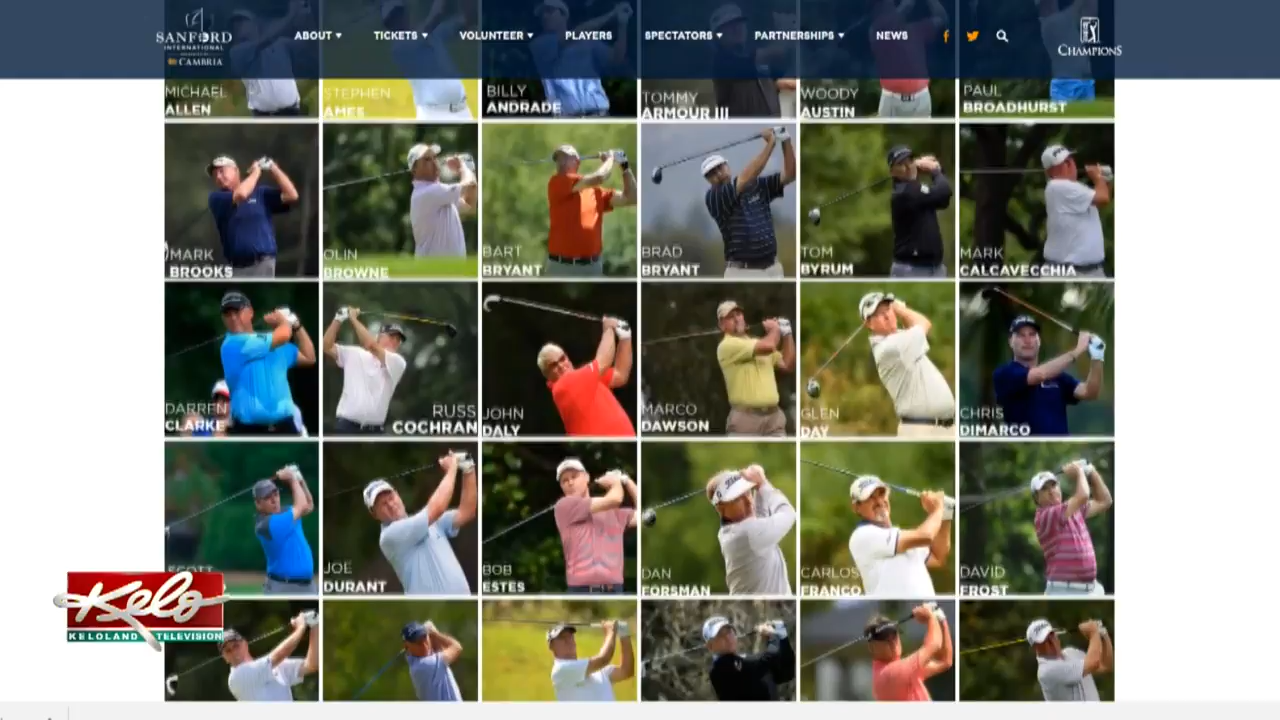 SANFORD
INTERNATIONAL
CAMBRIA
ABOUT
TICKETS
VOLUNTEER
PLAYERS
SPECTATORS
PARTNERSHIPS
NEWS
CHAMPIONS
MICHAEL
ALLEN
STEPHEN
AMES
BILLY
ANDRADE
TOMMY
ARMOUR III
WOODY
AUSTIN
PAUL
BROADHURST
MARK
BROOKS
OLIN
BROWNE
BART
BRYANT
BRAD
BRYANT
TOM
BYRUM
MARK
CALCAVECCHIA
DARREN
CLARKE
RUSS
COCHRAN
JOHN
DALY
MARCO
DAWSON
GLEN
DAY
CHRIS
DIMARCO
SCOTT
JOE
DURANT
BOB
ESTES
DAN
FORSMAN
CARLOS
FRANCO
DAVID
FROST
Kelo
KELOLAND TELEVISION